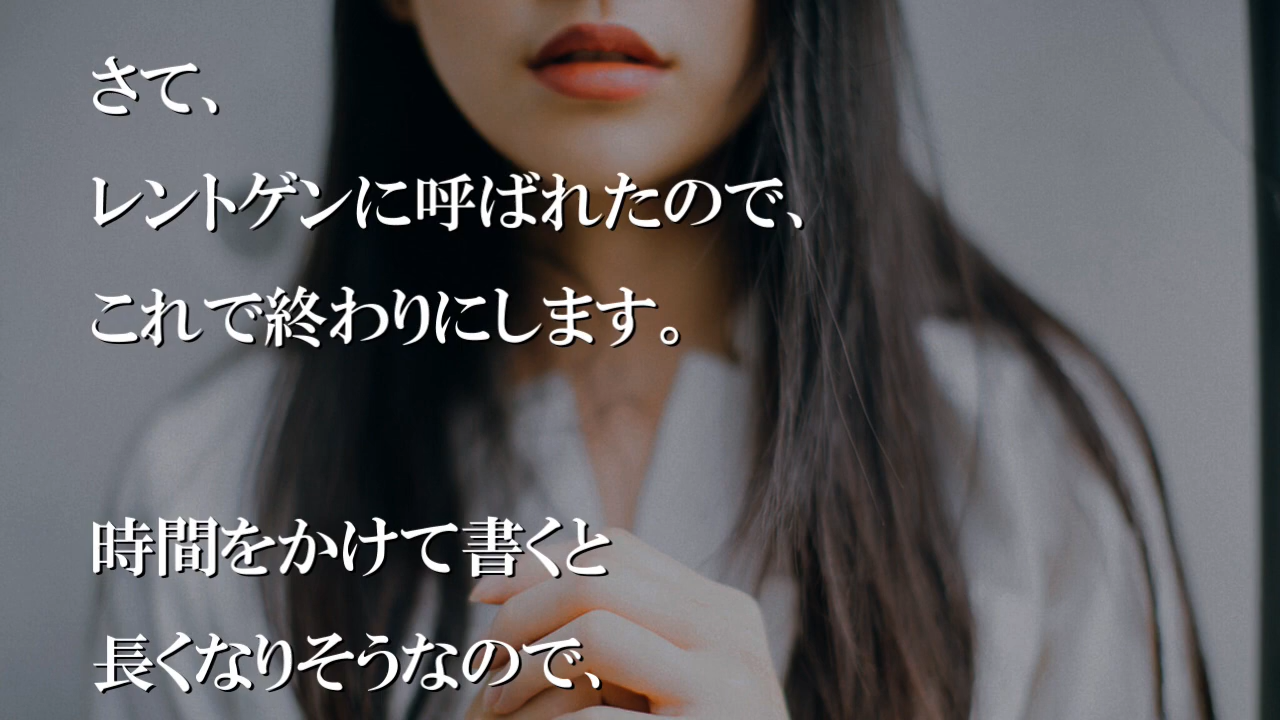 さて、
レントゲンに呼ばれたので、
これで終わりにします。
時間をかけて書くと
長くなりそうなので、